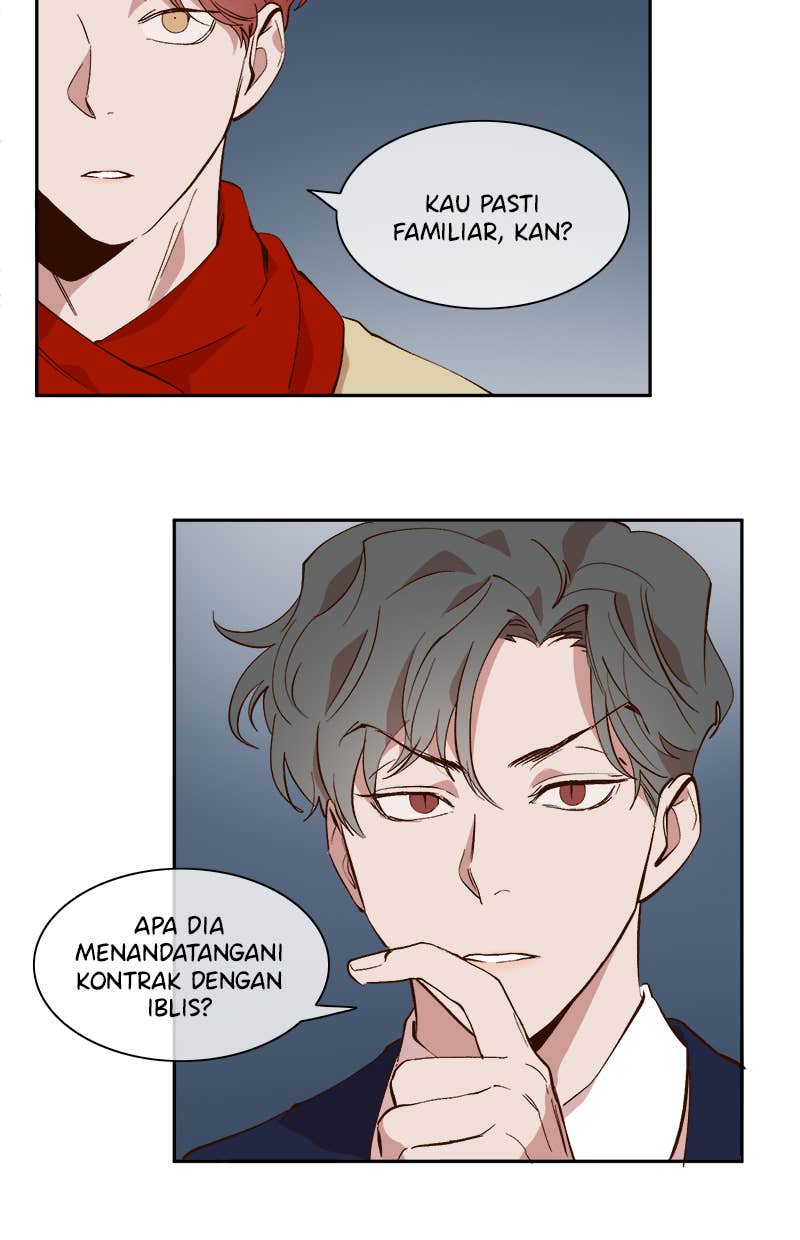 KAU PASTI
FAMILIAR, KAN?
APA DIA
MENANDATANGANI
KONTRAK DENGAN
IBLIS?